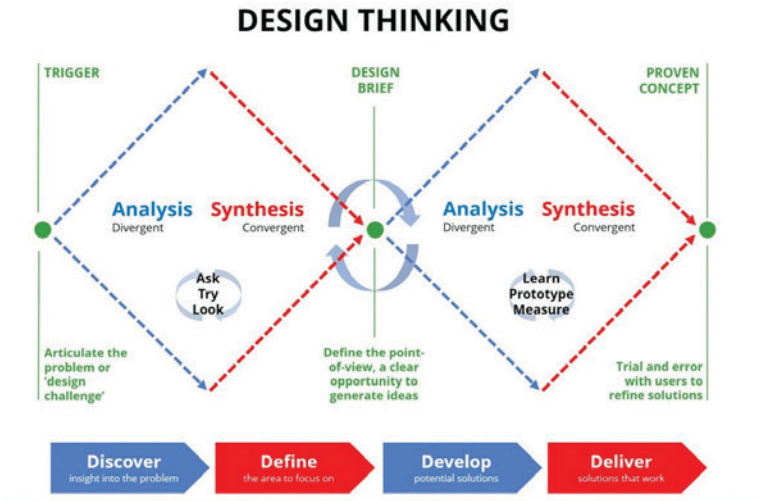 DESIGN THINKING
TRIGGER
DESIGN
BRIEF
PROVEN
CONCEPT
Analysis
Divergent
Synthesis
Convergent
Analysis
Divergent
Synthesis
Convergent
Ask
Try
Look
Learn
Prototype
Measure
Articulate the
problem or
‘design
challenge’
Define the point-
of-view, a clear
opportunity to
generate ideas
Trial and error
with users to
refine solutions
Discover
insight into the problem
Define
the area to focus on
Develop
potential solutions
Deliver
solutions that work